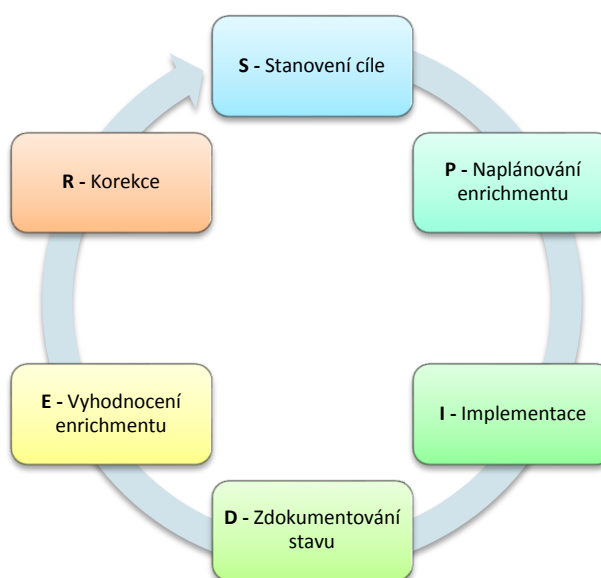 S - Stanovení cíle
P - Naplánování
enrichmentu
I - Implementace
D - Zdokumentování
stavu
E - Vyhodnocení
enrichmentu
R - Korekce